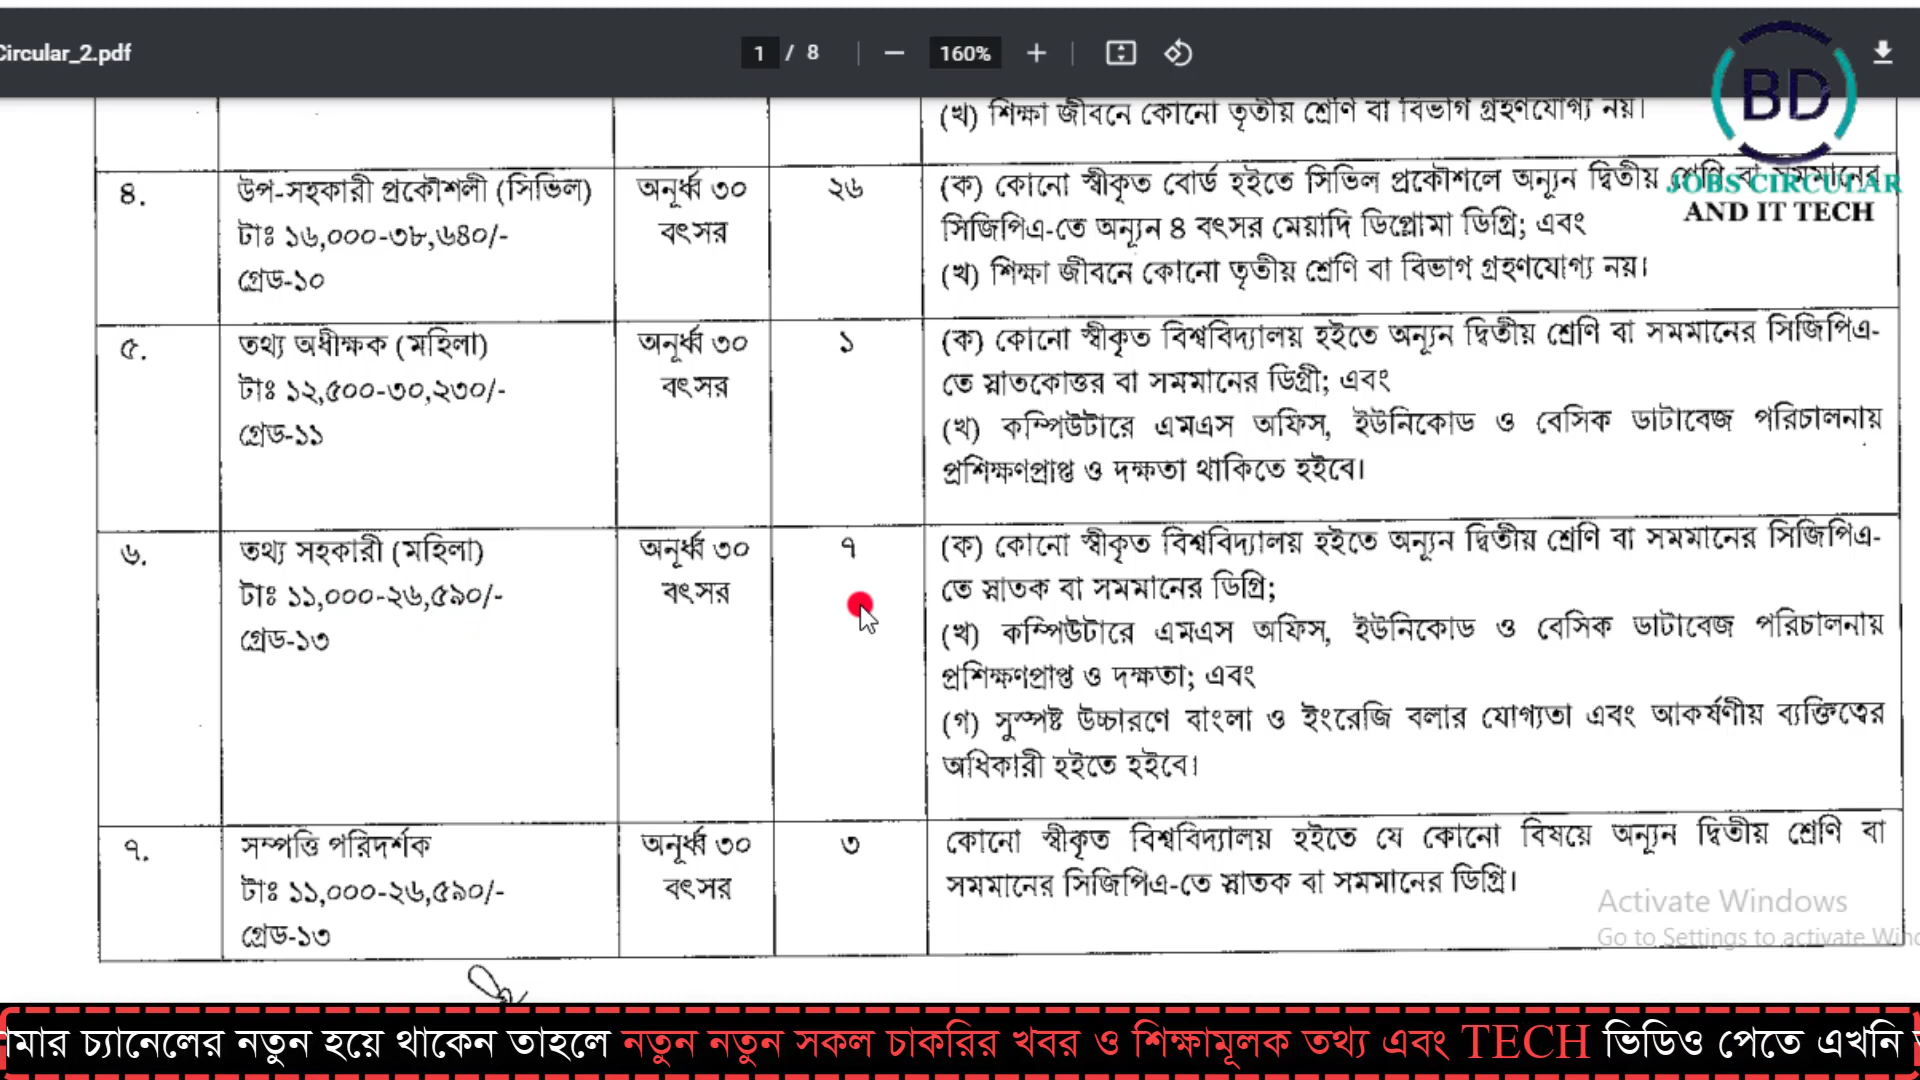 Circular_2.pdf
1 / 8
160%
BD
JOBS CIRCULAR
AND IT TECH
(খ) শিক্ষা জীবনে কোনো তৃতীয় শ্রেণি বা বিভাগ গ্রহণযোগ্য নয়।
৪.
উপ-সহকারী প্রকৌশলী (সিভিল)
টাঃ ১৬,০০০-৩৮,৬৪০/-
গ্রেড-১০
অনূর্ধ্ব ৩০
বৎসর
২৬
(ক) কোনো স্বীকৃত বোর্ড হইতে সিভিল প্রকৌশলে অন্যূন দ্বিতীয় শ্রেণি বা সমমানের
সিজিপিএ-তে অন্যূন ৪ বৎসর মেয়াদি ডিপ্লোমা ডিগ্রি; এবং
(খ) শিক্ষা জীবনে কোনো তৃতীয় শ্রেণি বা বিভাগ গ্রহণযোগ্য নয়।
৫.
তথ্য অধীক্ষক (মহিলা)
টাঃ ১২,৫০০-৩০,২৩০/-
গ্রেড-১১
অনূর্ধ্ব ৩০
বৎসর
১
(ক) কোনো স্বীকৃত বিশ্ববিদ্যালয় হইতে অন্যূন দ্বিতীয় শ্রেণি বা সমমানের সিজিপিএ-
তে স্নাতকোত্তর বা সমমানের ডিগ্রী; এবং
(খ) কম্পিউটারে এমএস অফিস, ইউনিকোড ও বেসিক ডাটাবেজ পরিচালনায়
প্রশিক্ষণপ্রাপ্ত ও দক্ষতা থাকিতে হইবে।
৬.
তথ্য সহকারী (মহিলা)
টাঃ ১১,০০০-২৬,৫৯০/-
গ্রেড-১৩
অনূর্ধ্ব ৩০
বৎসর
৭
(ক) কোনো স্বীকৃত বিশ্ববিদ্যালয় হইতে অন্যূন দ্বিতীয় শ্রেণি বা সমমানের সিজিপিএ-
তে স্নাতক বা সমমানের ডিগ্রি;
(খ) কম্পিউটারে এমএস অফিস, ইউনিকোড ও বেসিক ডাটাবেজ পরিচালনায়
প্রশিক্ষণপ্রাপ্ত ও দক্ষতা; এবং
(গ) সুস্পষ্ট উচ্চারণে বাংলা ও ইংরেজি বলার যোগ্যতা এবং আকর্ষণীয় ব্যক্তিত্বের
অধিকারী হইতে হইবে।
৭.
সম্পত্তি পরিদর্শক
টাঃ ১১,০০০-২৬,৫৯০/-
গ্রেড-১৩
অনূর্ধ্ব ৩০
বৎসর
৩
কোনো স্বীকৃত বিশ্ববিদ্যালয় হইতে যে কোনো বিষয়ে অন্যূন দ্বিতীয় শ্রেণি বা
সমমানের সিজিপিএ-তে স্নাতক বা সমমানের ডিগ্রি।
Activate Windows
Go to Settings to activate Win
মার চ্যানেলের নতুন হয়ে থাকেন তাহলে নতুন নতুন সকল চাকরির খবর ও শিক্ষামূলক তথ্য এবং TECH ভিডিও পেতে এখনি